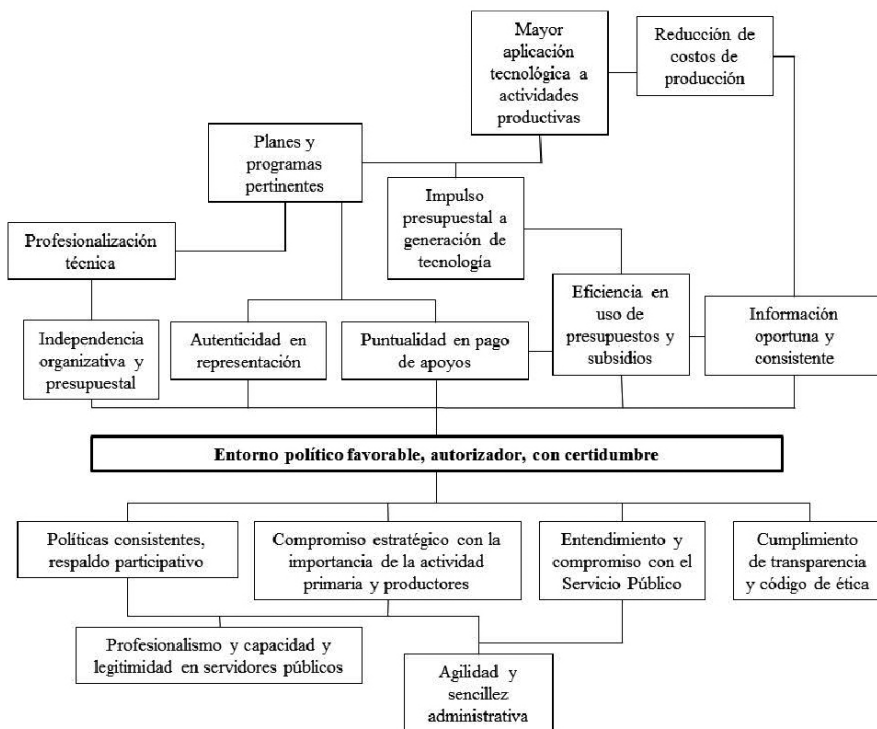 Mayor
aplicación
tecnológica a
actividades
productivas
Reducción de
costos de
producción
Planes y
programas
pertinentes
Impulso
presupuestal a
generación de
tecnología
Profesionalización
técnica
Eficiencia en
uso de
presupuestos y
subsidios
Información
oportuna y
consistente
Independencia
organizativa y
presupuestal
Autenticidad en
representación
Puntualidad en pago
de apoyos
Entorno político favorable, autorizador, con certidumbre
Políticas consistentes,
respaldo participativo
Compromiso estratégico con la
importancia de la actividad
primaria y productores
Entendimiento y
compromiso con el
Servicio Público
Cumplimiento
de transparencia
y código de ética
Profesionalismo y capacidad y
legitimidad en servidores públicos
Agilidad y
sencillez
administrativa